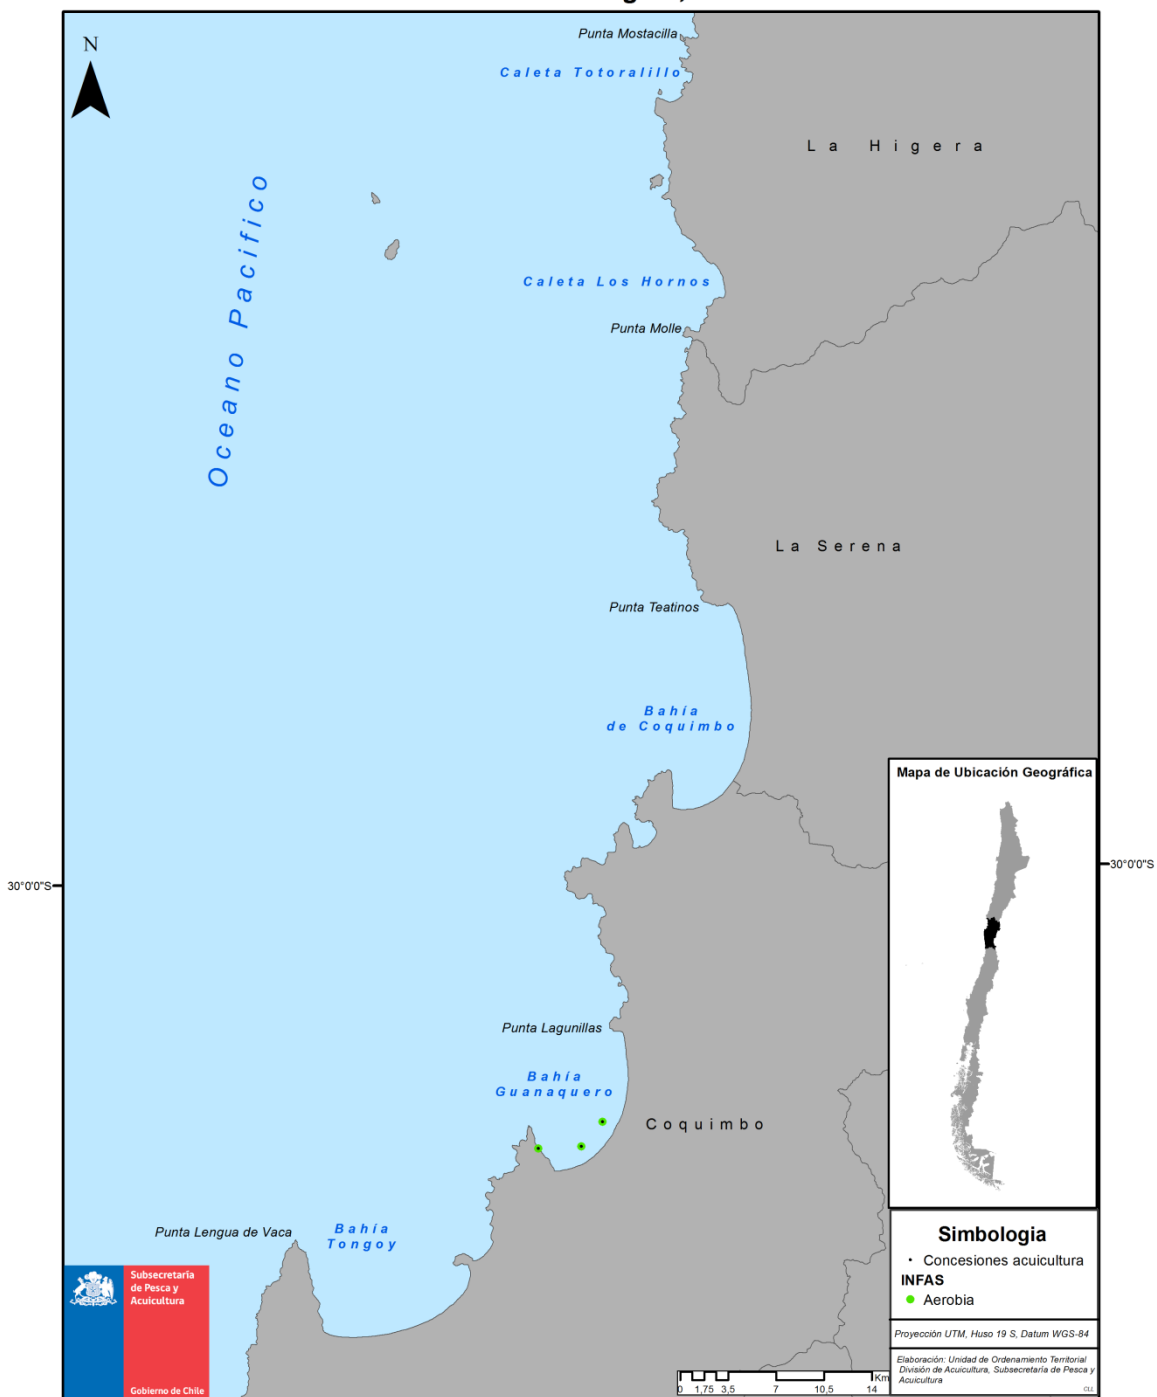 N
Punta Mostacilla
Caleta Totoralillo
La Higera
Oceano Pacifico
Caleta Los Hornos
Punta Molle
La Serena
Punta Teatinos
Bahía
de Coquimbo
Mapa de Ubicación Geográfica
30°0'0"S
30°0'0"S
Punta Lagunillas
Bahía
Guanaquero
Coquimbo
Punta Lengua de Vaca
Bahía
Tongoy
Simbologia
Concesiones acuicultura
INFAS
Aerobia
Proyección UTM, Huso 19 S, Datum WGS-84
Elaboración: Unidad de Ordenamiento Territorial
División de Acuicultura, Subsecretaría de Pesca y
Acuicultura
CLL
Subsecretaría
de Pesca y
Acuicultura
Gobierno de Chile
Km
0 1,75 3,5 7 10,5 14